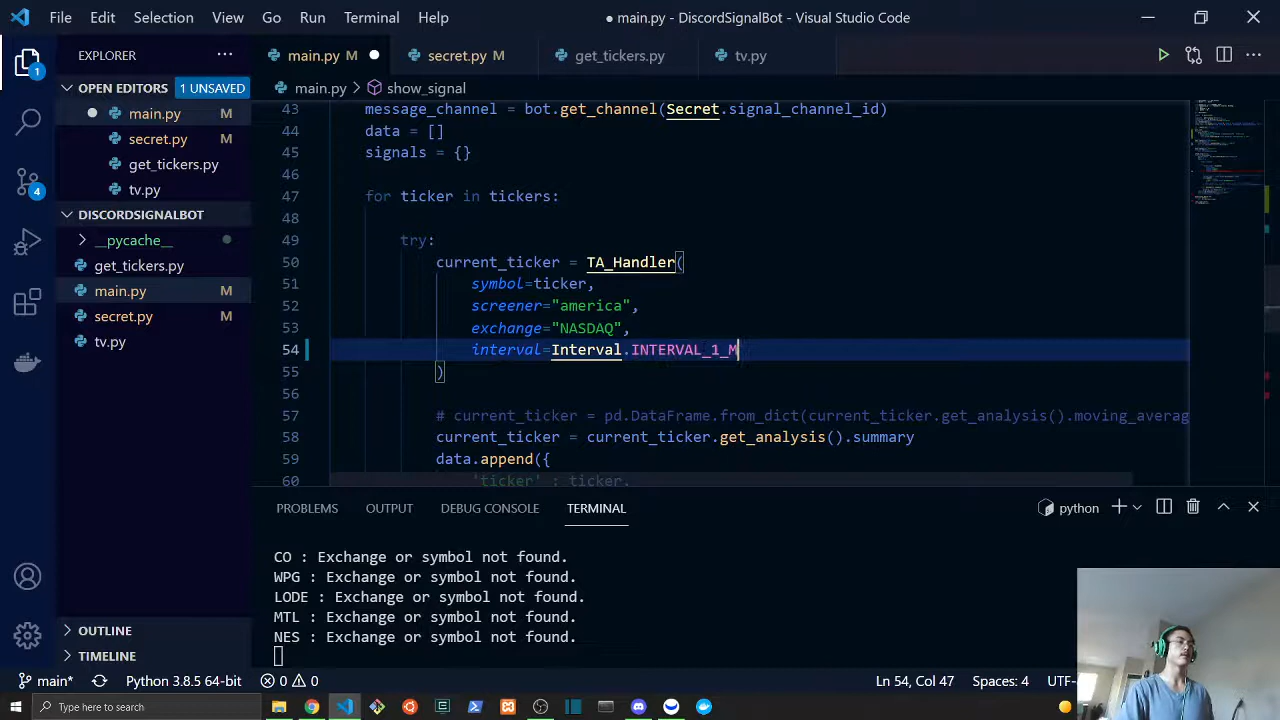 File Edit Selection View Go Run Terminal Help
● main.py - DiscordSignalBot - Visual Studio Code
EXPLORER
main.py M
secret.py M
get_tickers.py
tv.py
1
OPEN EDITORS
1 UNSAVED
main.py M
secret.py M
get_tickers.py
tv.py
DISCORDSIGNALBOT
__pycache__
get_tickers.py
main.py M
secret.py M
tv.py
OUTLINE
TIMELINE
4
main.py > show_signal
43 message_channel = bot.get_channel(Secret.signal_channel_id)
44 data = []
45 signals = {}
46
47 for ticker in tickers:
48
49 try:
50 current_ticker = TA_Handler(
51 symbol=ticker,
52 screener="america",
53 exchange="NASDAQ",
54 interval=Interval.INTERVAL_1_M
55 )
56
57 # current_ticker = pd.DataFrame.from_dict(current_ticker.get_analysis().moving_averag
58 current_ticker = current_ticker.get_analysis().summary
59 data.append({
60 'ticker' : ticker.
PROBLEMS OUTPUT DEBUG CONSOLE TERMINAL
python
CO : Exchange or symbol not found.
WPG : Exchange or symbol not found.
LODE : Exchange or symbol not found.
MTL : Exchange or symbol not found.
NES : Exchange or symbol not found.
main* Python 3.8.5 64-bit 0 0 Ln 54, Col 47 Spaces: 4 UTF-
Type here to search